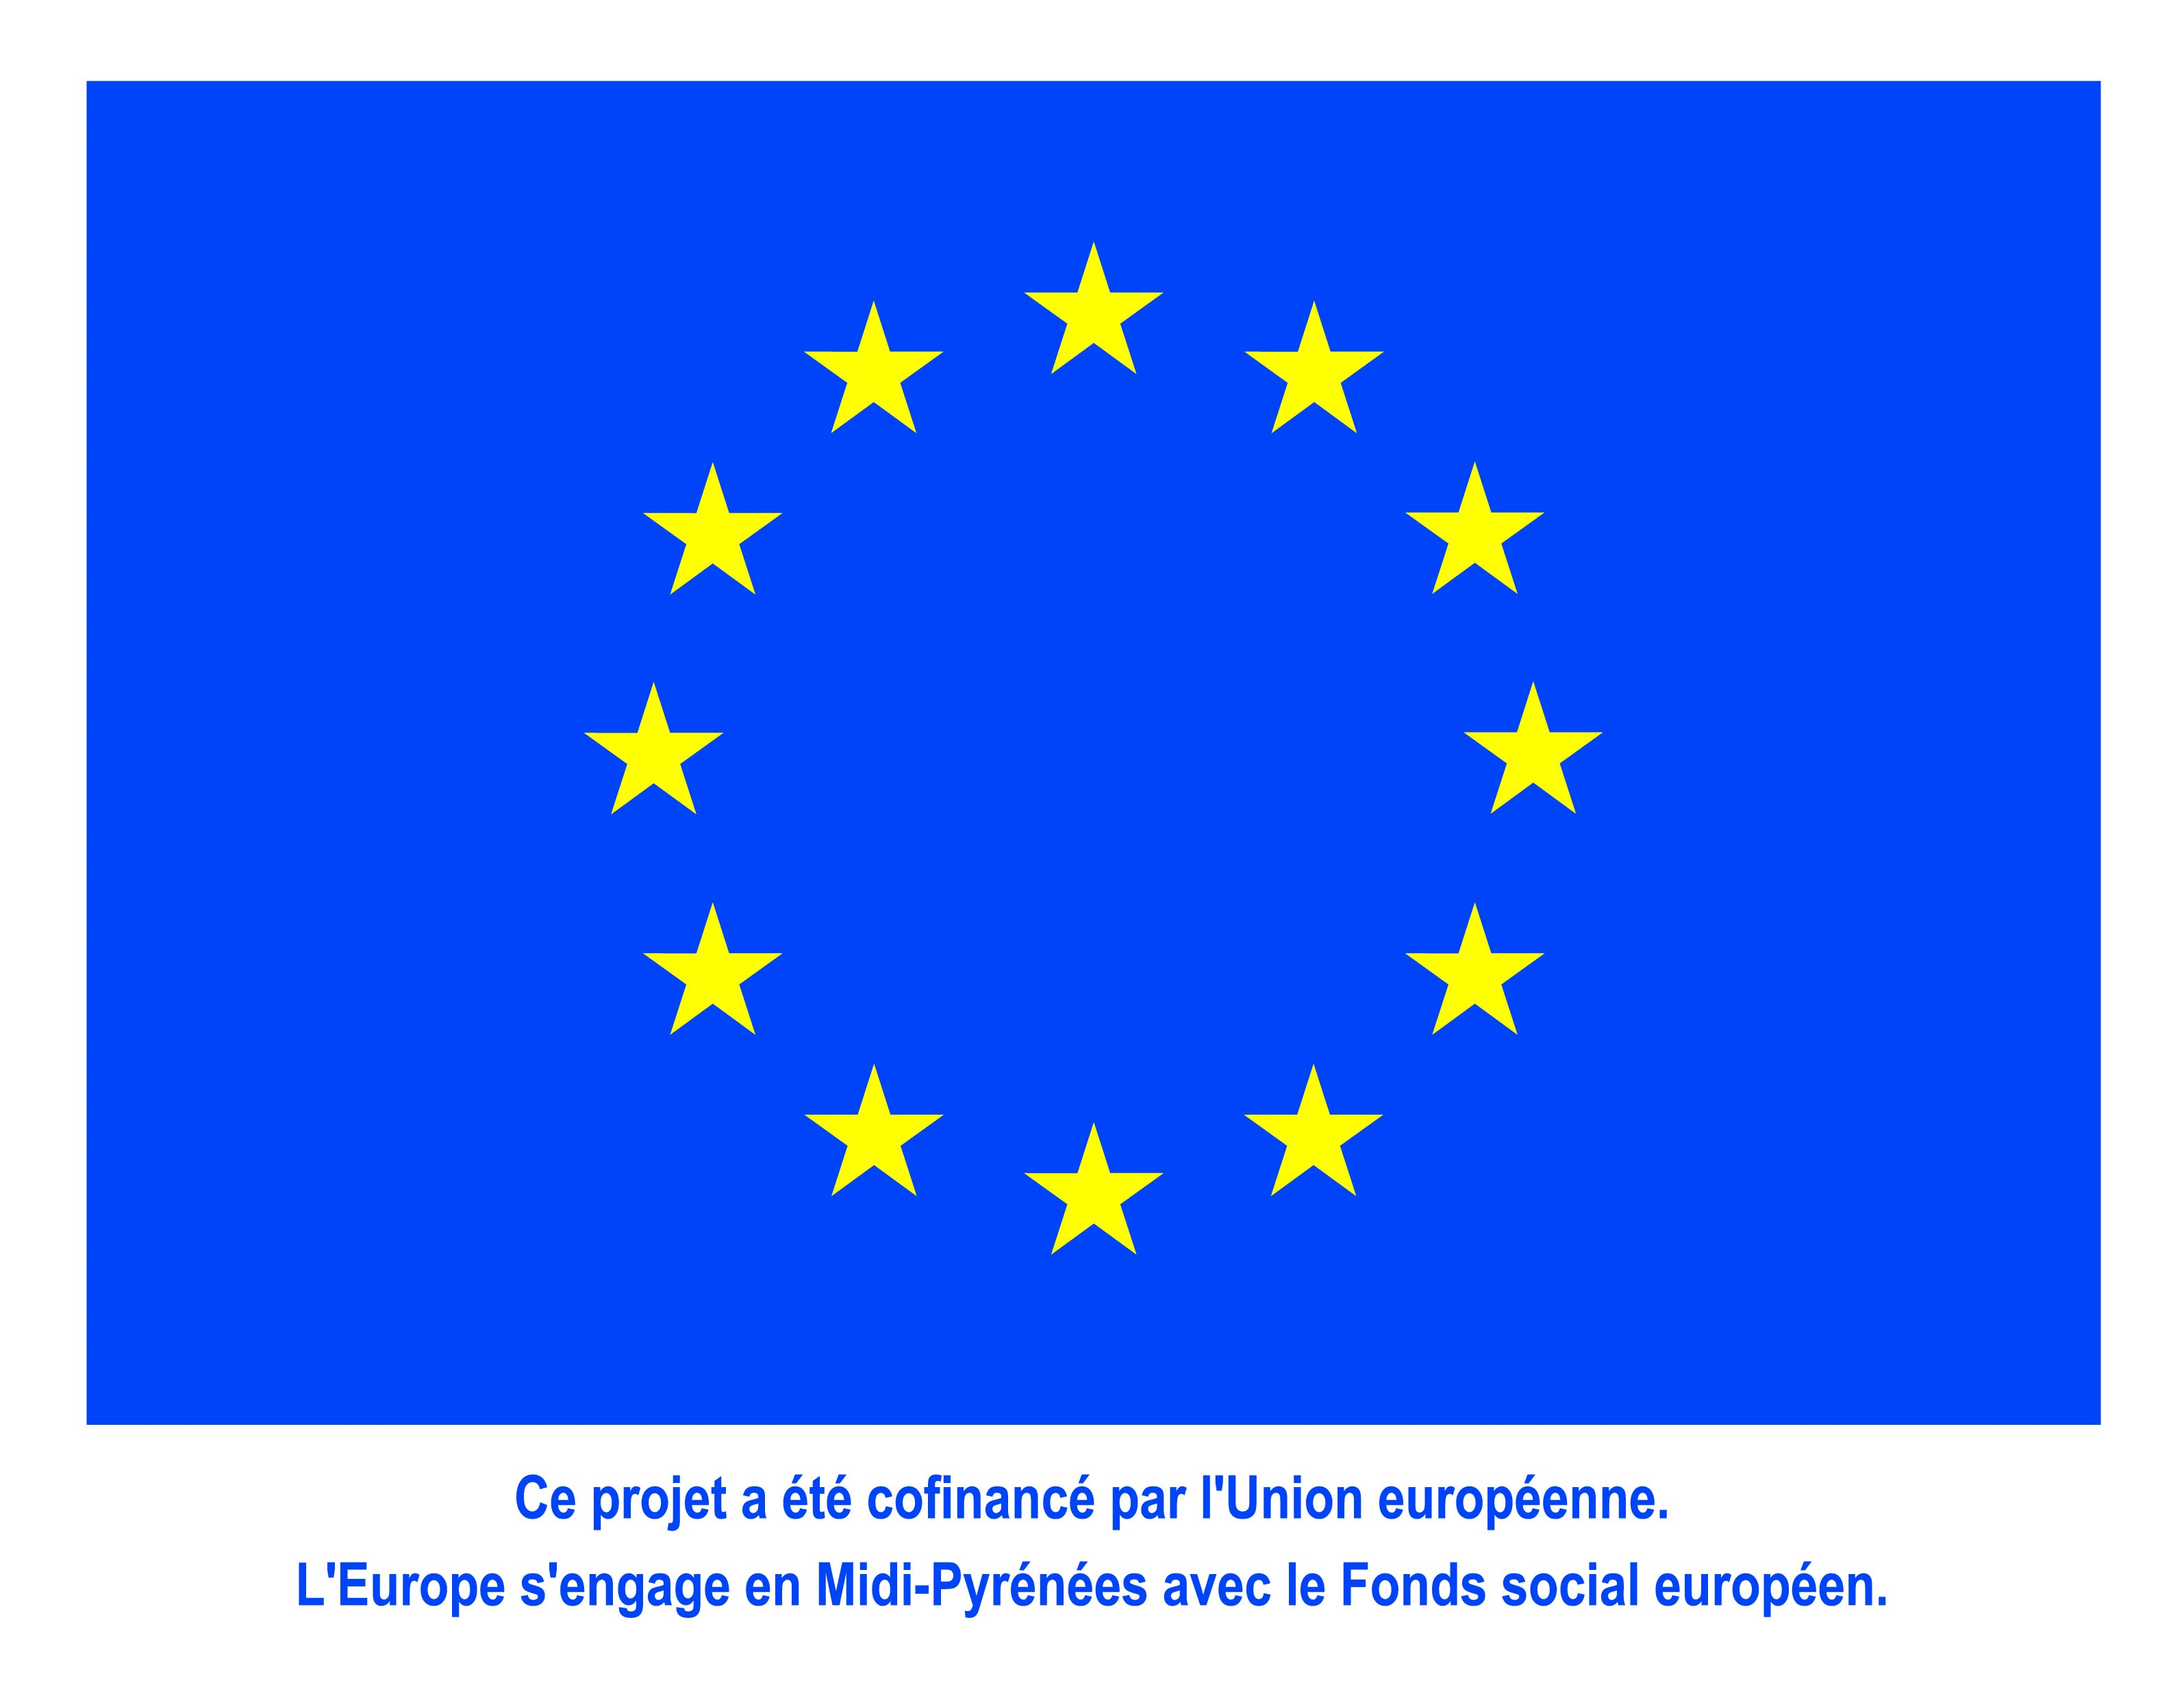 Ce projet a été cofinancé par l'Union européenne.
L'Europe s'engage en Midi-Pyrénées avec le Fonds social européen.